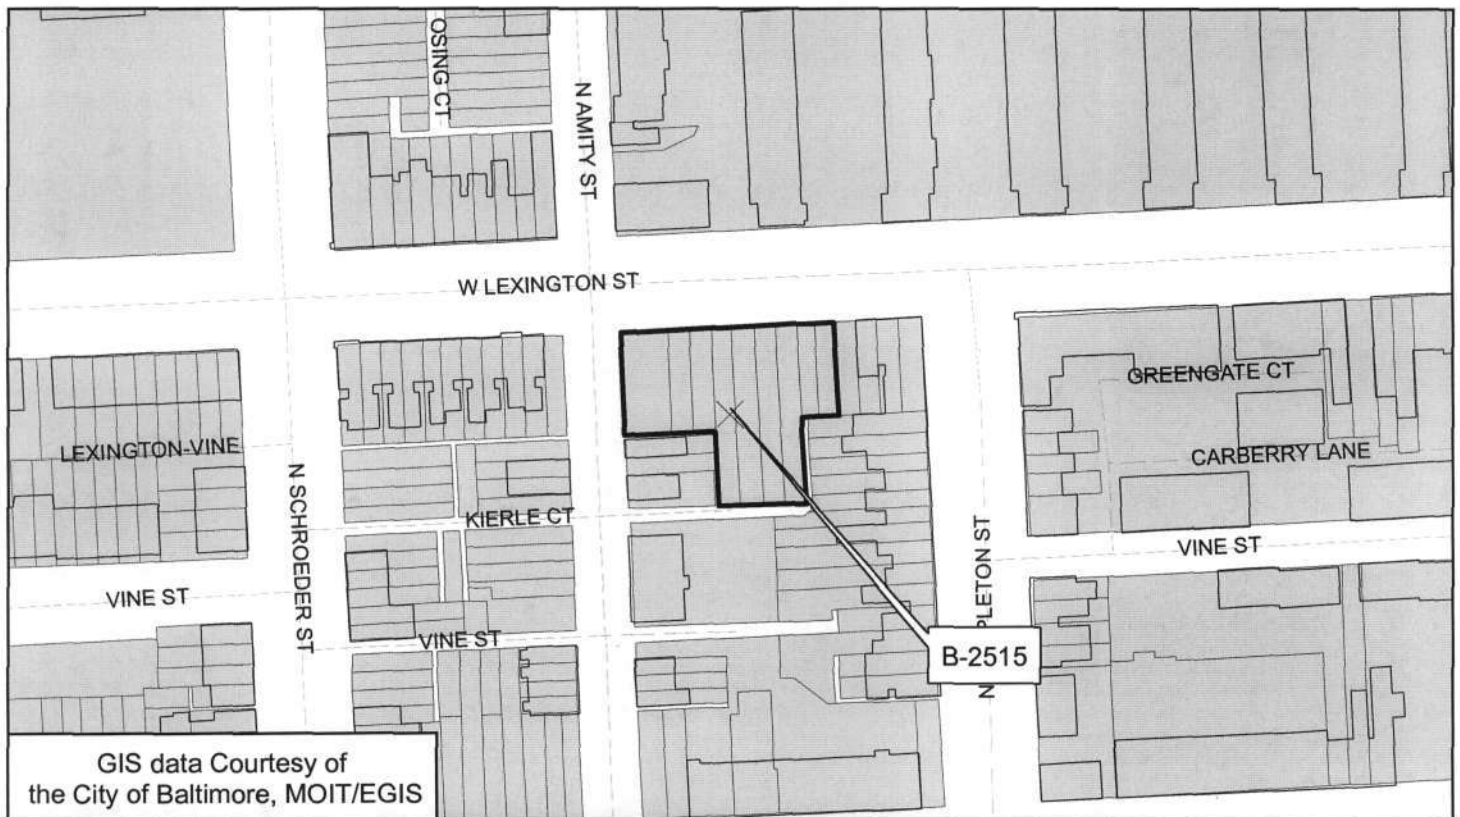 OSING CT
N AMITY ST
W LEXINGTON ST
GREENGATE CT
LEXINGTON-VINE
CARBERRY LANE
N SCHROEDER ST
KIERLE CT
VINE ST
PLETON ST
N
VINE ST
VINE ST
B-2515
GIS data Courtesy of
the City of Baltimore, MOIT/EGIS